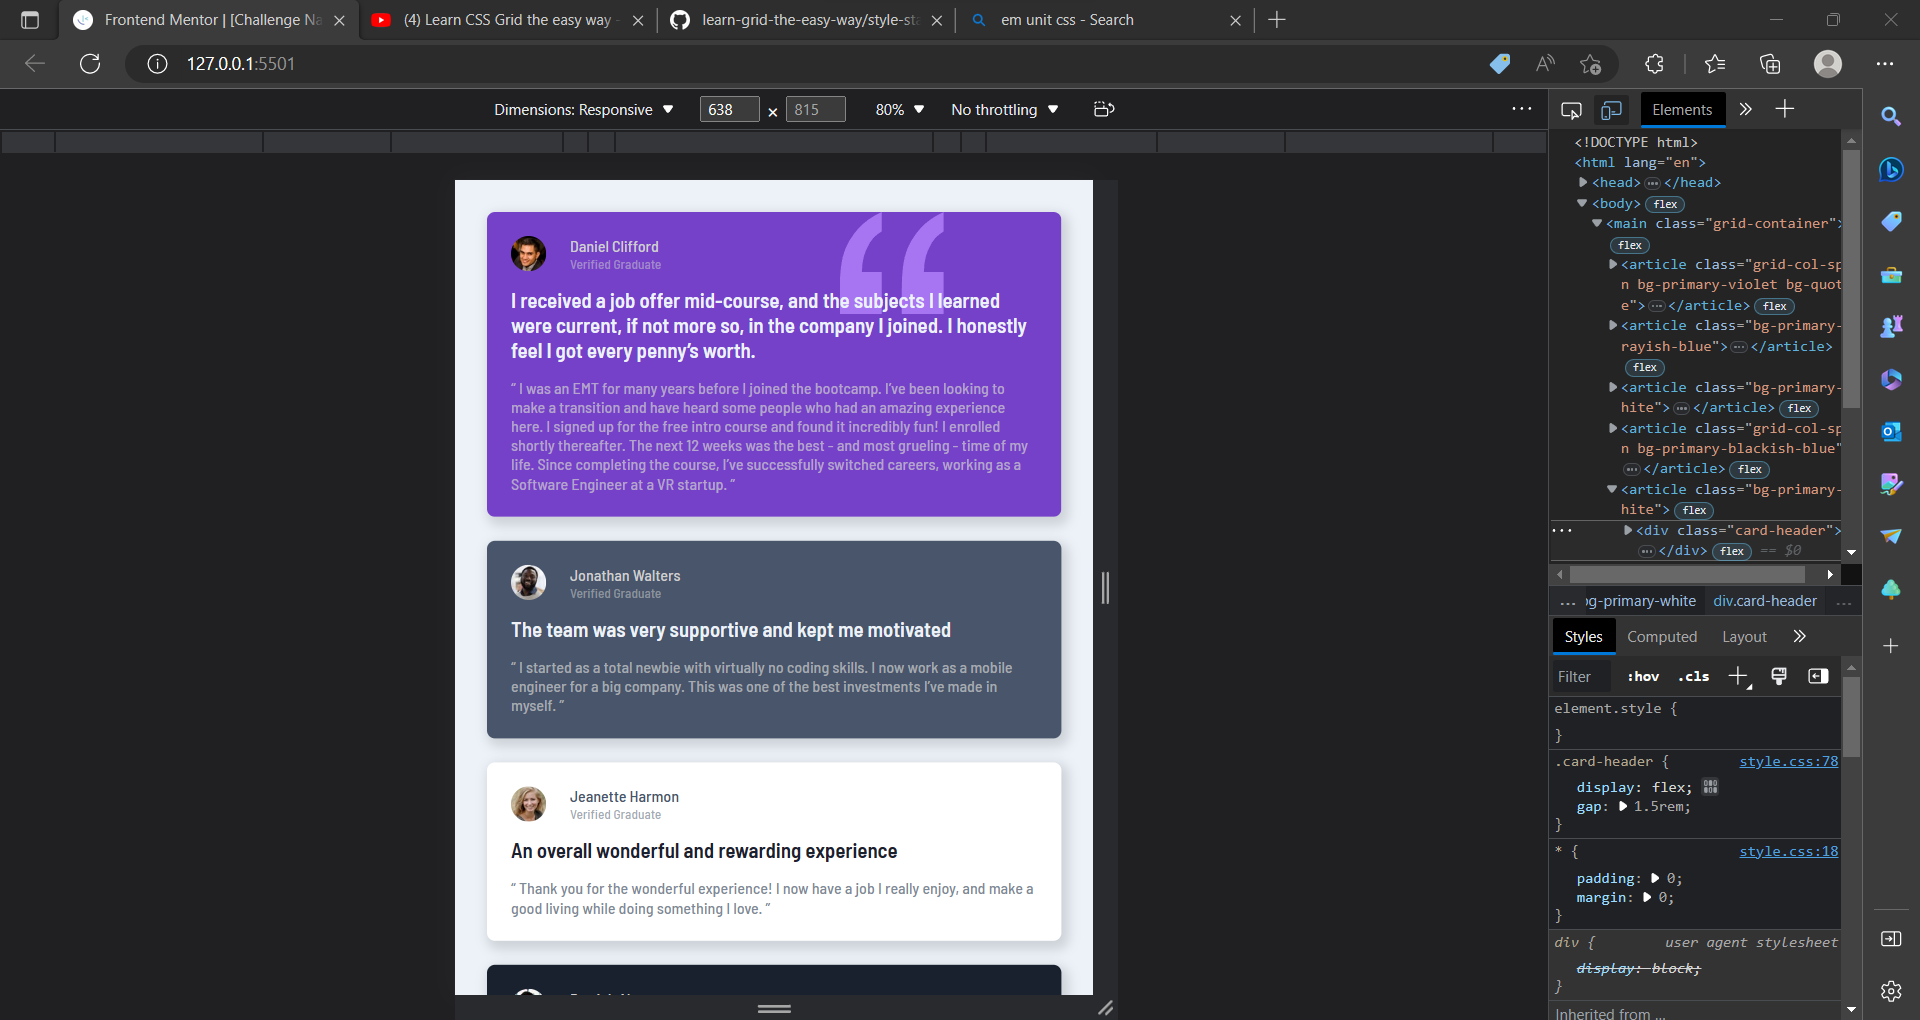 Frontend Mentor | [Challenge Na
(4) Learn CSS Grid the easy way -
learn-grid-the-easy-way/style-sta
em unit css - Search
127.0.0.1:5501
Dimensions: Responsive
638
×
815
80%
No throttling
Elements
Daniel Clifford
Verified Graduate
I received a job offer mid-course, and the subjects I learned
were current, if not more so, in the company I joined. I honestly
feel I got every penny’s worth.
“ I was an EMT for many years before I joined the bootcamp. I’ve been looking to
make a transition and have heard some people who had an amazing experience
here. I signed up for the free intro course and found it incredibly fun! I enrolled
shortly thereafter. The next 12 weeks was the best - and most grueling - time of my
life. Since completing the course, I’ve successfully switched careers, working as a
Software Engineer at a VR startup. ”
Jonathan Walters
Verified Graduate
The team was very supportive and kept me motivated
“ I started as a total newbie with virtually no coding skills. I now work as a mobile
engineer for a big company. This was one of the best investments I’ve made in
myself. ”
Jeanette Harmon
Verified Graduate
An overall wonderful and rewarding experience
“ Thank you for the wonderful experience! I now have a job I really enjoy, and make a
good living while doing something I love. ”
<!DOCTYPE html>
<html lang="en">
<head> ··· </head>
<body> flex
<main class="grid-container">
flex
<article class="grid-col-sp
n bg-primary-violet bg-quot
e"> ··· </article> flex
<article class="bg-primary-
rayish-blue"> ··· </article>
flex
<article class="bg-primary-
hite"> ··· </article> flex
<article class="grid-col-sp
n bg-primary-blackish-blue"
··· </article> flex
<article class="bg-primary-
hite"> flex
<div class="card-header">
··· </div> flex == $0
... bg-primary-white div.card-header ...
Styles Computed Layout
Filter :hov .cls
element.style {
}
.card-header { style.css:78
display: flex;
gap: 1.5rem;
}
* { style.css:18
padding: 0;
margin: 0;
}
div { user agent stylesheet
display: block;
}
Inherited from ...